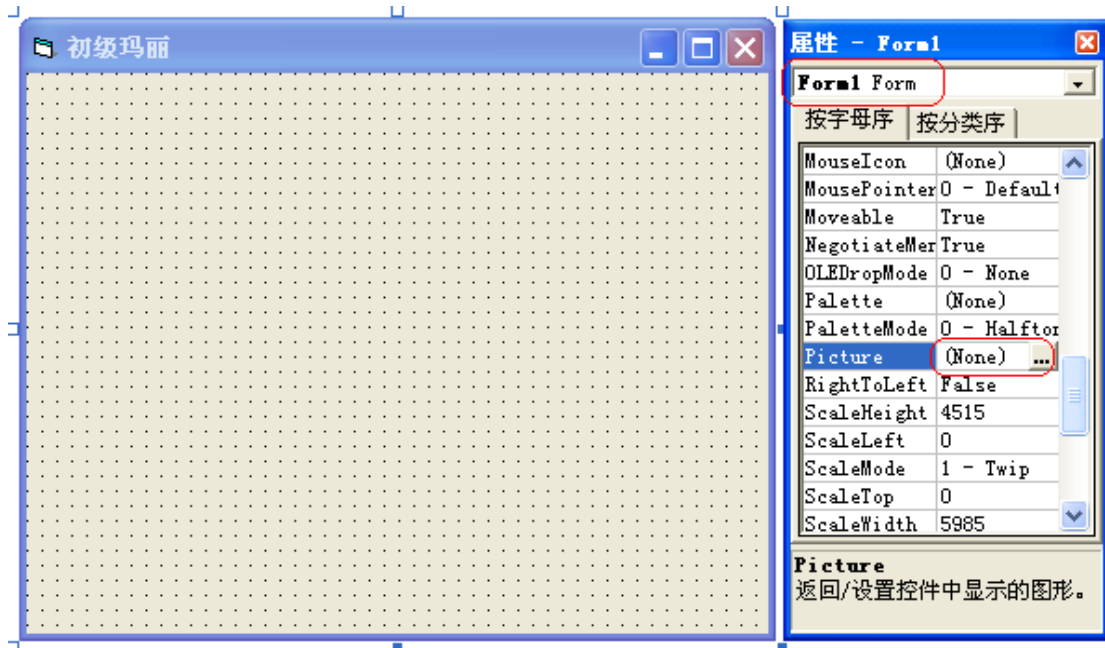 初级玛丽
属性 - Form1
Form1 Form
按字母序 按分类序
MouseIcon (None)
MousePointer 0 - Default
Moveable True
NegotiateMer True
OLEDropMode 0 - None
Palette (None)
PaletteMode 0 - Halfton
Picture (None) ...
RightToLeft False
ScaleHeight 4515
ScaleLeft 0
ScaleMode 1 - Twip
ScaleTop 0
ScaleWidth 5985
Picture
返回/设置控件中显示的图形。